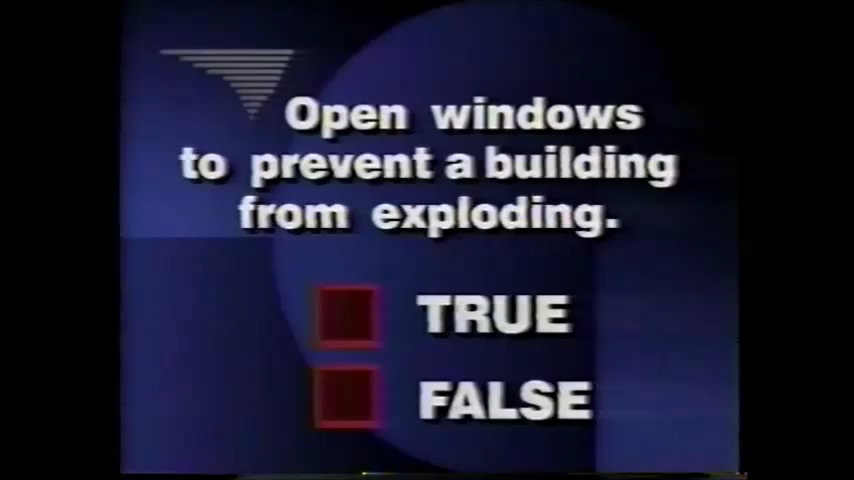 Open windows
to prevent a building
from exploding.
TRUE
FALSE